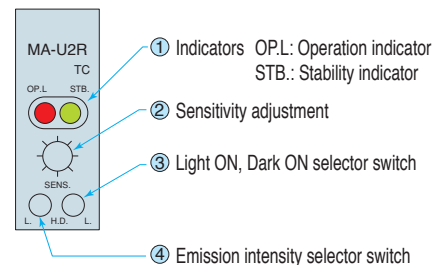 MA-U2R
TC
OP.L STB.
SENS.
L. H.D. L.
① Indicators OP.L: Operation indicator
STB.: Stability indicator
② Sensitivity adjustment
③ Light ON, Dark ON selector switch
④ Emission intensity selector switch